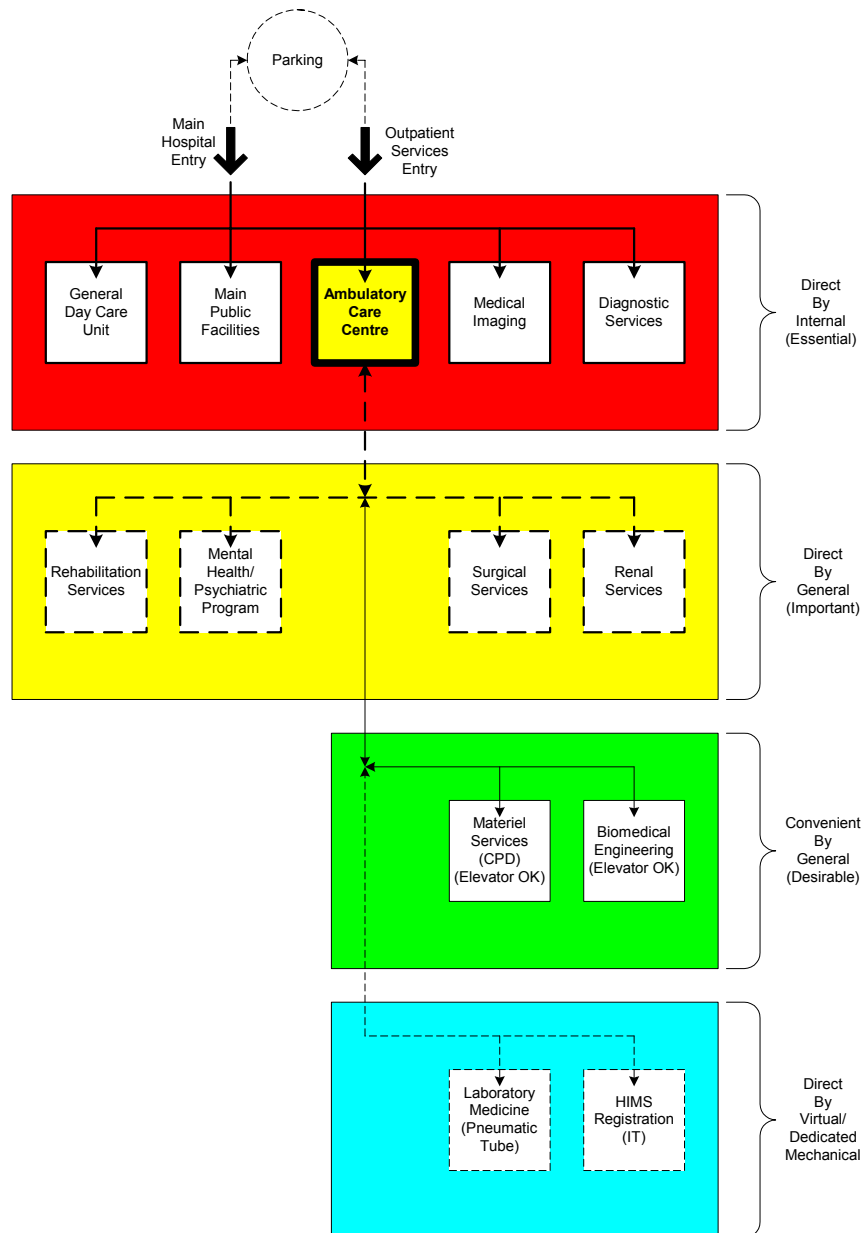 Parking
Main
Hospital
Entry
Outpatient
Services
Entry
General
Day Care
Unit
Main
Public
Facilities
Ambulatory
Care
Centre
Medical
Imaging
Diagnostic
Services
Direct
By
Internal
(Essential)
Rehabilitation
Services
Mental
Health/
Psychiatric
Program
Surgical
Services
Renal
Services
Direct
By
General
(Important)
Materiel
Services
(CPD)
(Elevator OK)
Biomedical
Engineering
(Elevator OK)
Convenient
By
General
(Desirable)
Laboratory
Medicine
(Pneumatic
Tube)
HIMS
Registration
(IT)
Direct
By
Virtual/
Dedicated
Mechanical